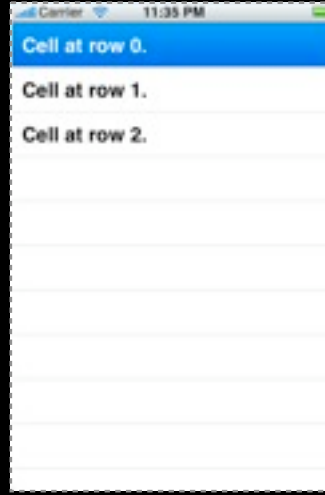 Carrier 11:35 PM
Cell at row 0.
Cell at row 1.
Cell at row 2.